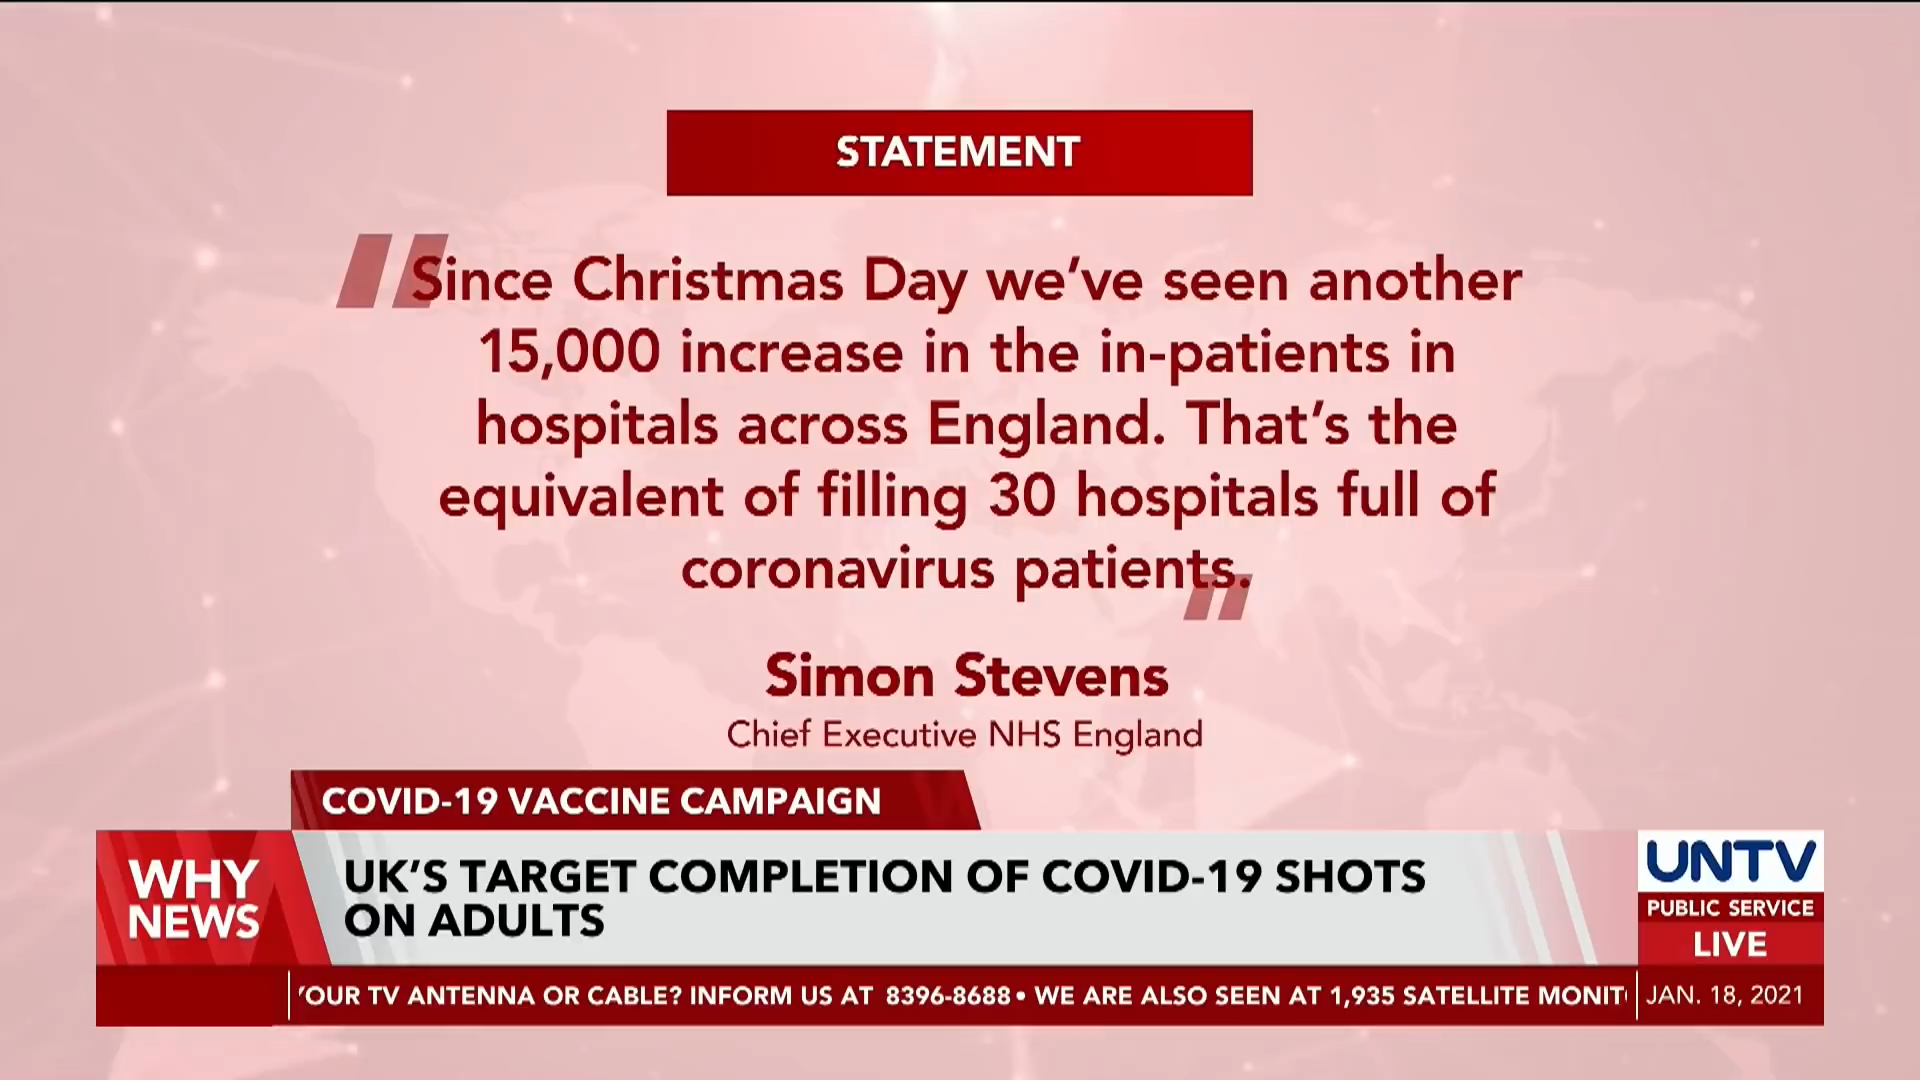 STATEMENT
Since Christmas Day we've seen another
15,000 increase in the in-patients in
hospitals across England. That's the
equivalent of filling 30 hospitals full of
coronavirus patients.
Simon Stevens
Chief Executive NHS England
COVID-19 VACCINE CAMPAIGN
WHY
NEWS
UK'S TARGET COMPLETION OF COVID-19 SHOTS
ON ADULTS
UNTV
PUBLIC SERVICE
LIVE
OUR TV ANTENNA OR CABLE? INFORM US AT 8396-8688 • WE ARE ALSO SEEN AT 1,935 SATELLITE
JAN. 18, 2021